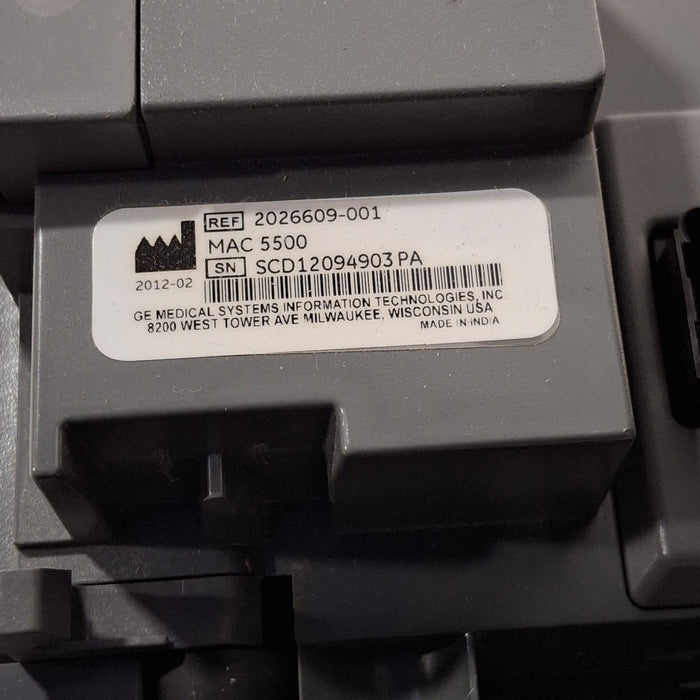 REF 2026609-001
MAC 5500
SN SCD12094903PA
2012-02
GE MEDICAL SYSTEMS INFORMATION TECHNOLOGIES, INC.
8200 WEST TOWER AVE MILWAUKEE, WISCONSIN USA
MADE IN INDIA